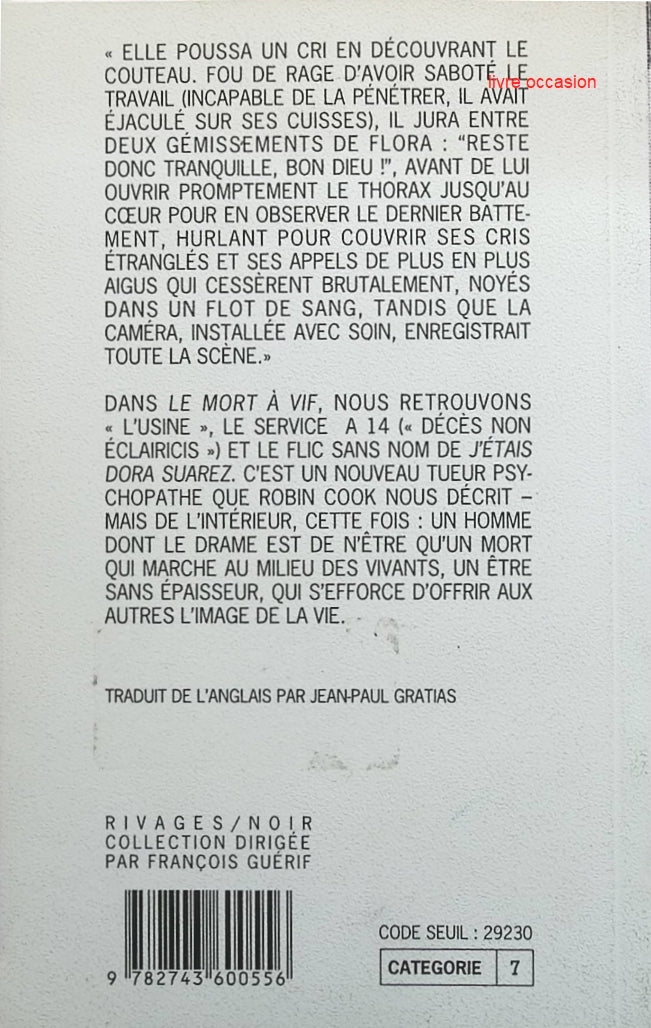 « ELLE POUSSA UN CRI EN DÉCOUVRANT LE
COUTEAU. FOU DE RAGE D'AVOIR SABOTÉ LE
livre occasion
TRAVAIL (INCAPABLE DE LA PÉNÉTRER, IL AVAIT
ÉJACULÉ SUR SES CUISSES), IL JURA ENTRE
DEUX GÉMISSEMENTS DE FLORA : "RESTE
DONC TRANQUILLE, BON DIEU !", AVANT DE LUI
OUVRIR PROMPTEMENT LE THORAX JUSQU'AU
CŒUR POUR EN OBSERVER LE DERNIER BATTE-
MENT, HURLANT POUR COUVRIR SES CRIS
ÉTRANGLÉS ET SES APPELS DE PLUS EN PLUS
AIGUS QUI CESSÈRENT BRUTALEMENT, NOYÉS
DANS UN FLOT DE SANG, TANDIS QUE LA
CAMÉRA, INSTALLÉE AVEC SOIN, ENREGISTRAIT
TOUTE LA SCÈNE.»
DANS LE MORT À VIF, NOUS RETROUVONS
« L'USINE », LE SERVICE A 14 (« DÉCÈS NON
ÉCLAIRICIS ») ET LE FLIC SANS NOM DE J'ÉTAIS
DORA SUAREZ. C'EST UN NOUVEAU TUEUR PSY-
CHOPATHE QUE ROBIN COOK NOUS DÉCRIT –
MAIS DE L'INTÉRIEUR, CETTE FOIS : UN HOMME
DONT LE DRAME EST DE N'ÊTRE QU'UN MORT
QUI MARCHE AU MILIEU DES VIVANTS, UN ÊTRE
SANS ÉPAISSEUR, QUI S'EFFORCE D'OFFRIR AUX
AUTRES L'IMAGE DE LA VIE.
TRADUIT DE L'ANGLAIS PAR JEAN-PAUL GRATIAS
RIVAGES/NOIR
COLLECTION DIRIGÉE
PAR FRANÇOIS GUÉRIF
CODE SEUIL : 29230
CATEGORIE 7
9 782743 600556